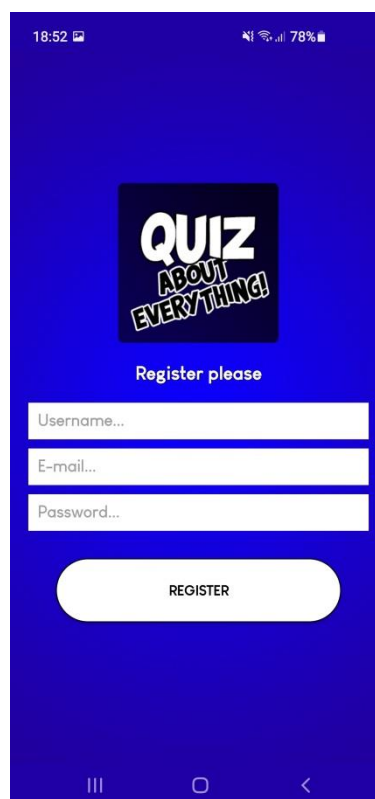 18:52 78%
QUIZ
ABOUT
EVERYTHING!
Register please
Username...
E-mail...
Password...
REGISTER